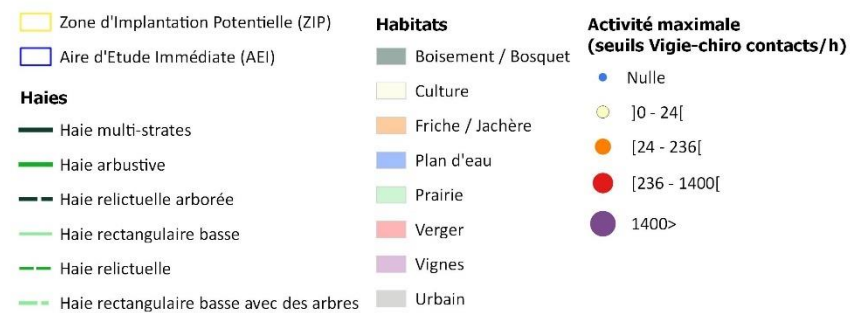 Zone d'Implantation Potentielle (ZIP)
Aire d'Etude Immédiate (AEI)
Haies
Haie multi-strates
Haie arbustive
Haie relictuelle arborée
Haie rectangulaire basse
Haie relictuelle
Haie rectangulaire basse avec des arbres
Habitats
Boisement / Bosquet
Culture
Friche / Jachère
Plan d'eau
Prairie
Verger
Vignes
Urbain
Activité maximale
(seuils Vigie-chiro contacts/h)
Nulle
]0 - 24[
[24 - 236[
[236 - 1400[
1400>